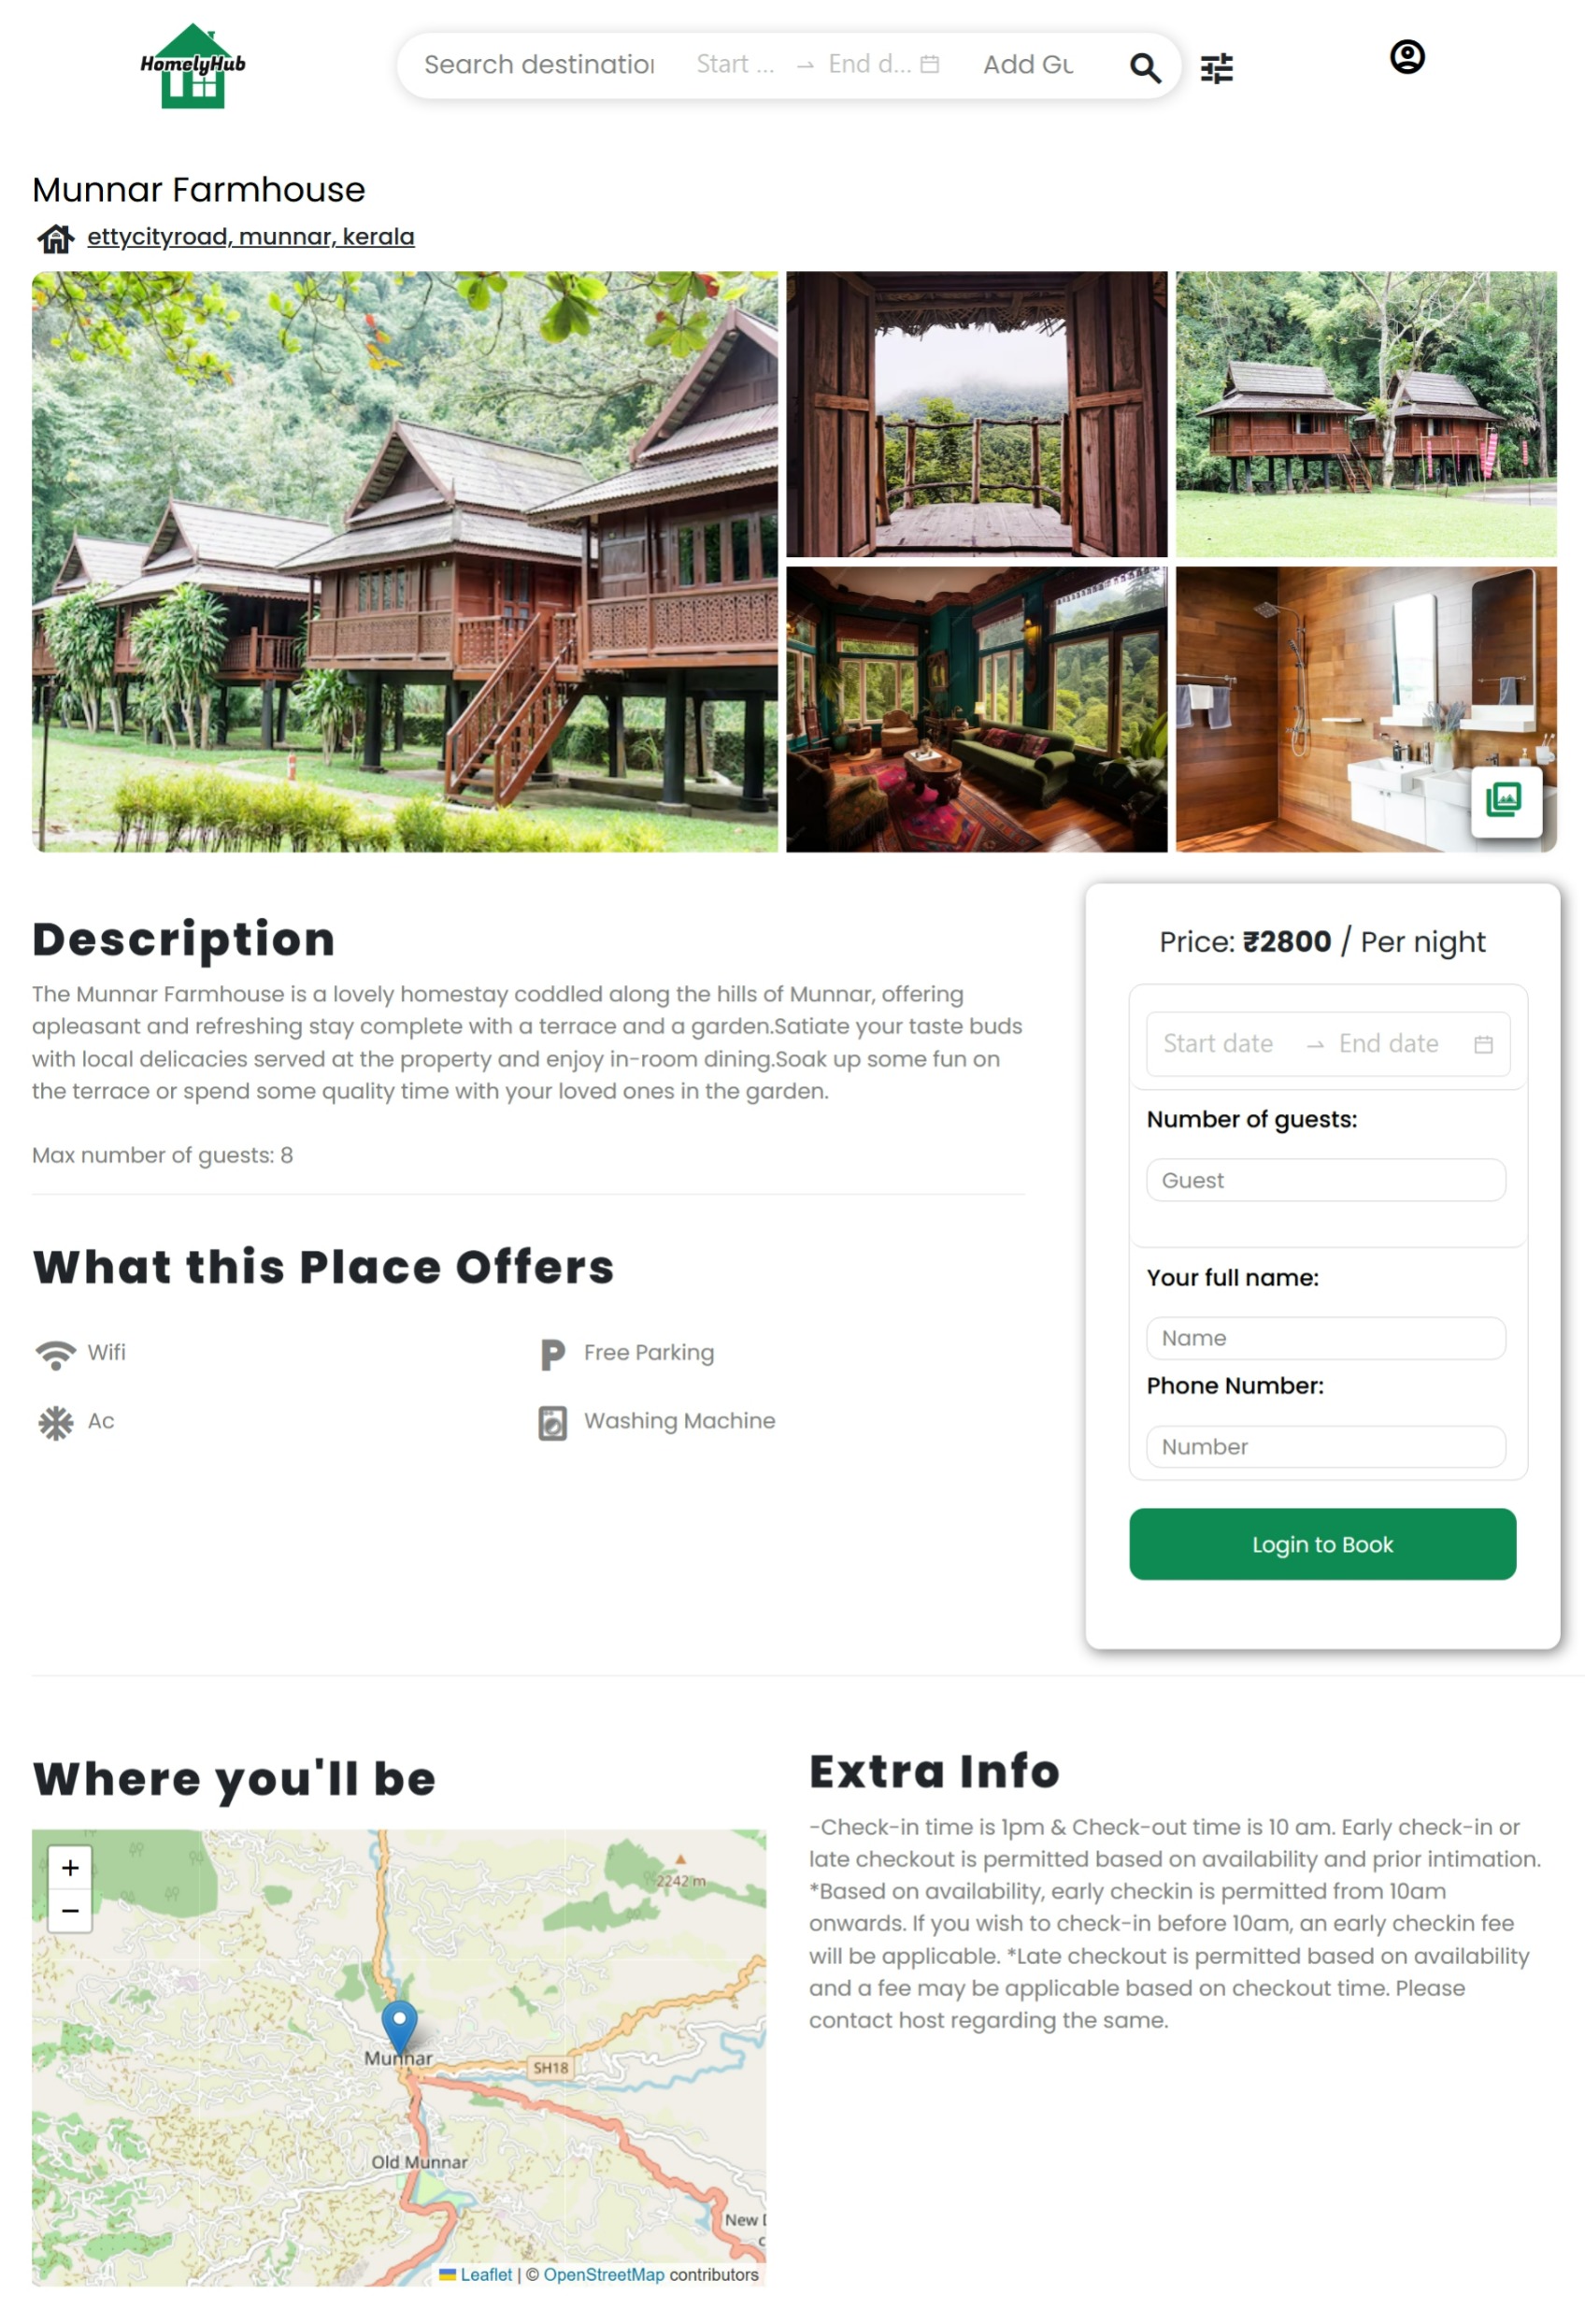 HomelyHub
Search destination
Start ... → End d...
Add Gu
Munnar Farmhouse
ettycityroad, munnar, kerala
Description
The Munnar Farmhouse is a lovely homestay coddled along the hills of Munnar, offering
apleasant and refreshing stay complete with a terrace and a garden.Satiate your taste buds
with local delicacies served at the property and enjoy in-room dining.Soak up some fun on
the terrace or spend some quality time with your loved ones in the garden.
Max number of guests: 8
What this Place Offers
Wifi
P Free Parking
Ac
Washing Machine
Price: ₹2800 / Per night
Start date → End date
Number of guests:
Guest
Your full name:
Name
Phone Number:
Number
Login to Book
Where you'll be
+
−
2242 m
Munnar
SH18
Old Munnar
New
Leaflet | © OpenStreetMap contributors
Extra Info
-Check-in time is 1pm & Check-out time is 10 am. Early check-in or
late checkout is permitted based on availability and prior intimation.
*Based on availability, early checkin is permitted from 10am
onwards. If you wish to check-in before 10am, an early checkin fee
will be applicable. *Late checkout is permitted based on availability
and a fee may be applicable based on checkout time. Please
contact host regarding the same.